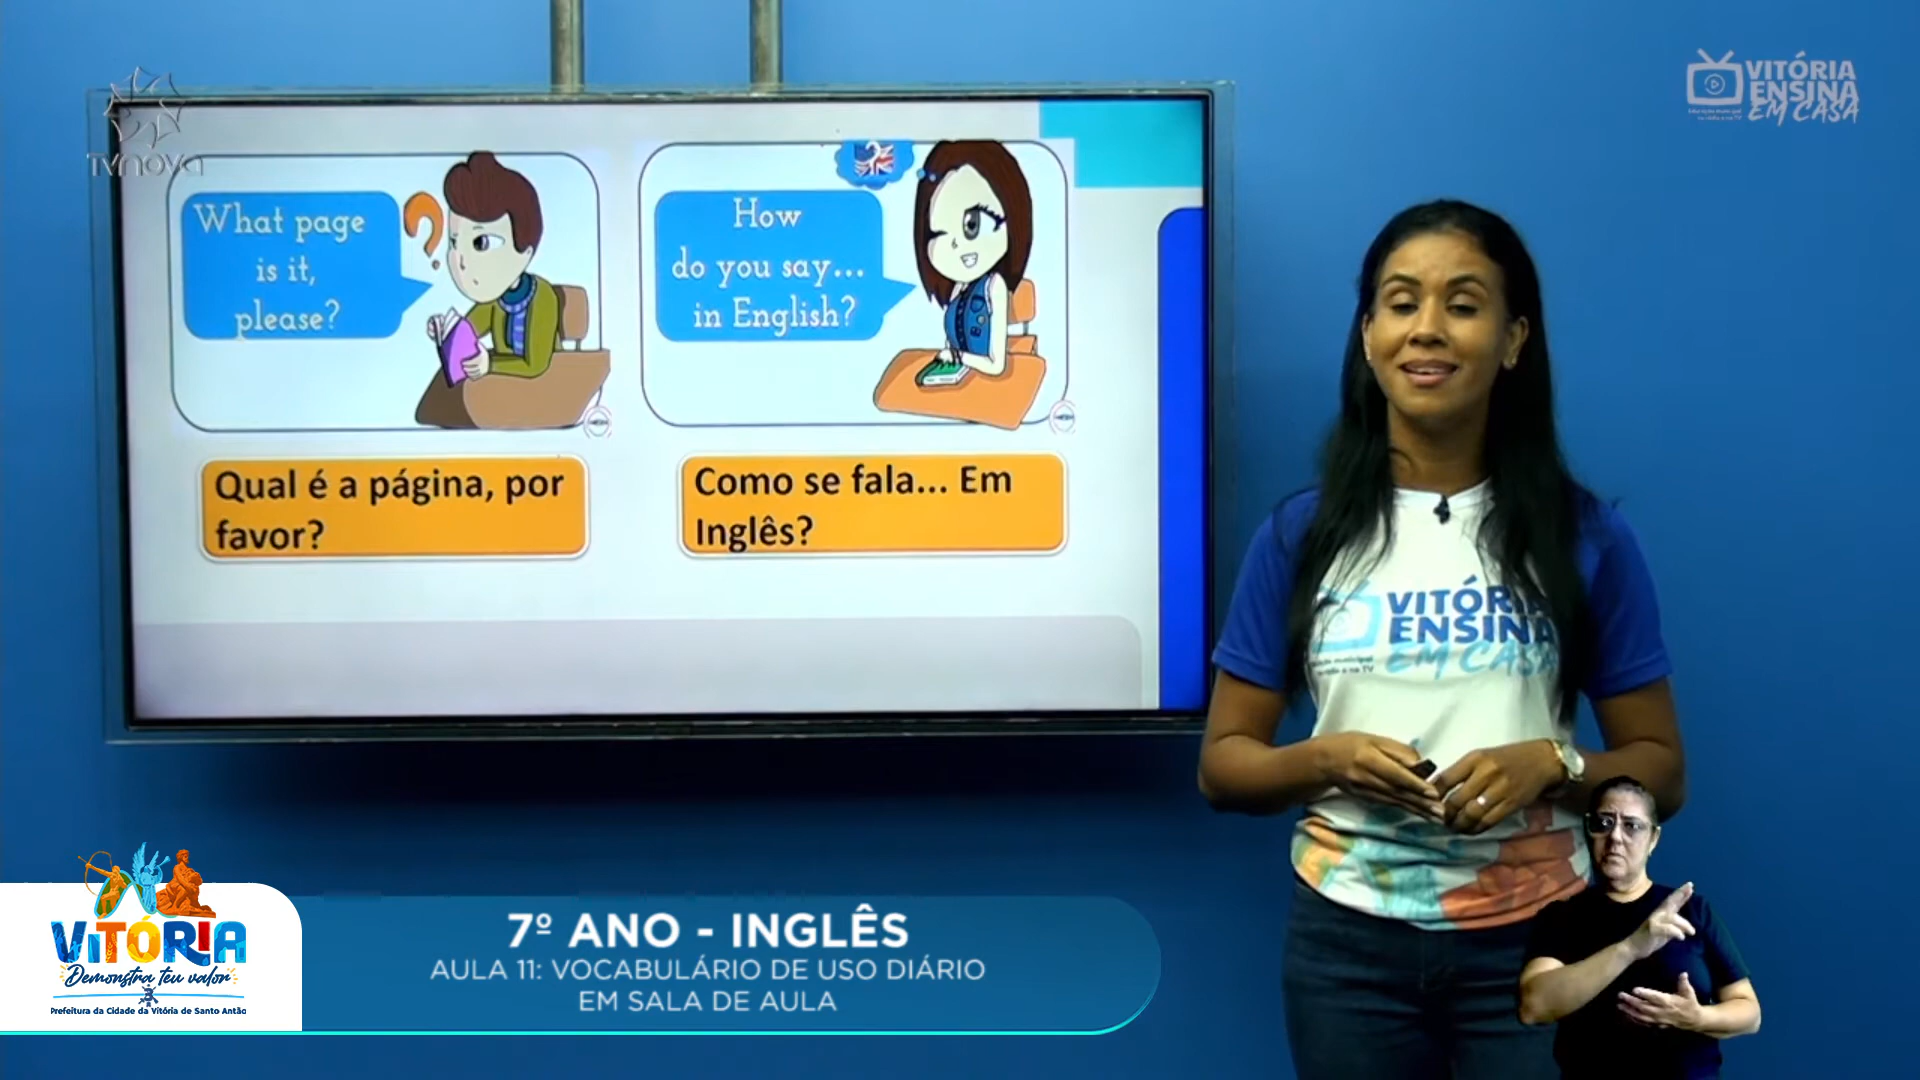 TVNOVA
VITÓRIA
ENSINA
EM CASA
What page
is it,
please?
How
do you say...
in English?
Qual é a página, por
favor?
Como se fala... Em
Inglês?
VITÓRIA
ENSINA
EM CASA
VITÓRIA
Demonstra teu valor
Prefeitura da Cidade da Vitória de Santo Antão
7º ANO - INGLÊS
AULA 11: VOCABULÁRIO DE USO DIÁRIO
EM SALA DE AULA